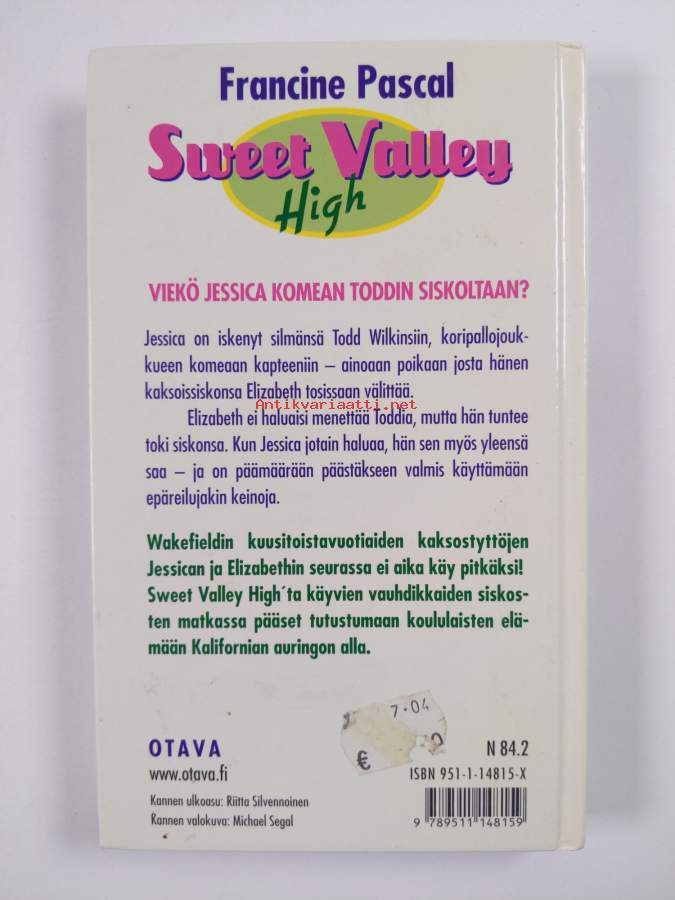 Francine Pascal
Sweet Valley
High
VIEKÖ JESSICA KOMEAN TODDIN SISKOLTAAN?
Jessica on iskenyt silmänsä Todd Wilkinsiin, koripallojouk-
kueen komeaan kapteeniin – ainoaan poikaan josta hänen
kaksoissiskonsa Elizabeth tosissaan välittää.
Antikvariaatti.net
Elizabeth ei haluaisi menettää Toddia, mutta hän tuntee
toki siskonsa. Kun Jessica jotain haluaa, hän sen myös yleensä
saa – ja on päämäärään päästäkseen valmis käyttämään
epäreilujakin keinoja.
Wakefieldin kuusitoistavuotiaiden kaksostyttöjen
Jessican ja Elizabethin seurassa ei aika käy pitkäksi!
Sweet Valley High´ta käyvien vauhdikkaiden siskos-
ten matkassa pääset tutustumaan koululaisten elä-
mään Kalifornian auringon alla.
7.04
€
OTAVA
www.otava.fi
Kannen ulkoasu: Riitta Silvennoinen
Kannen valokuva: Michael Segal
N 84.2
ISBN 951-1-14815-X
9 789511 148159